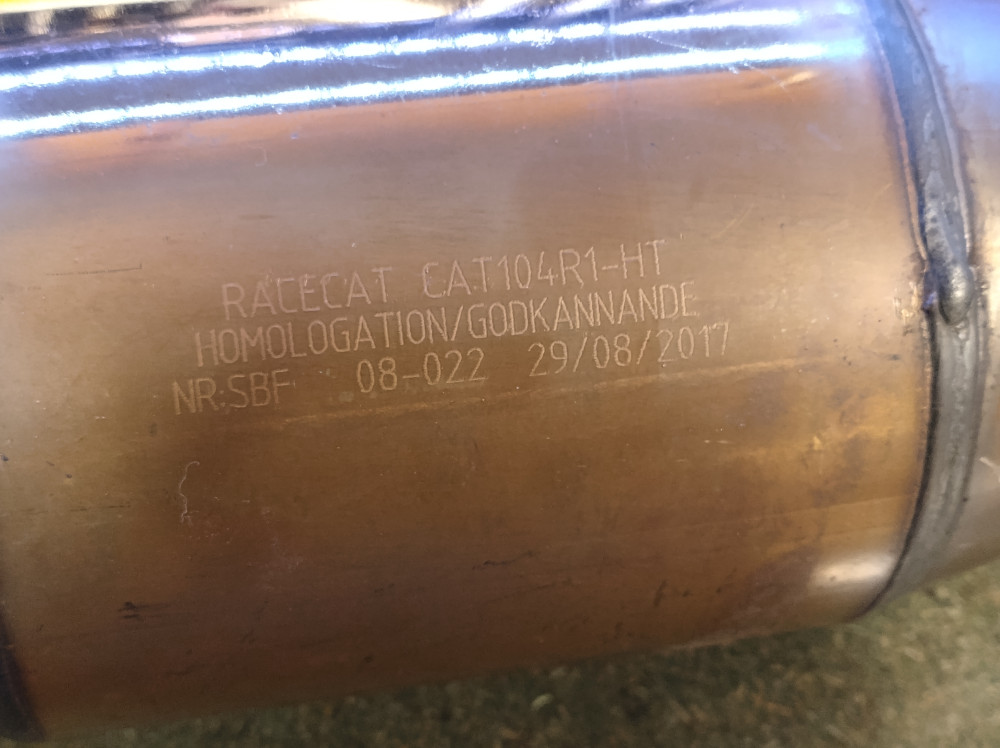 RACECAT CAT104R1-HT
HOMOLOGATION/GODKANNANDE
NR:SBF 08-022 29/08/2017